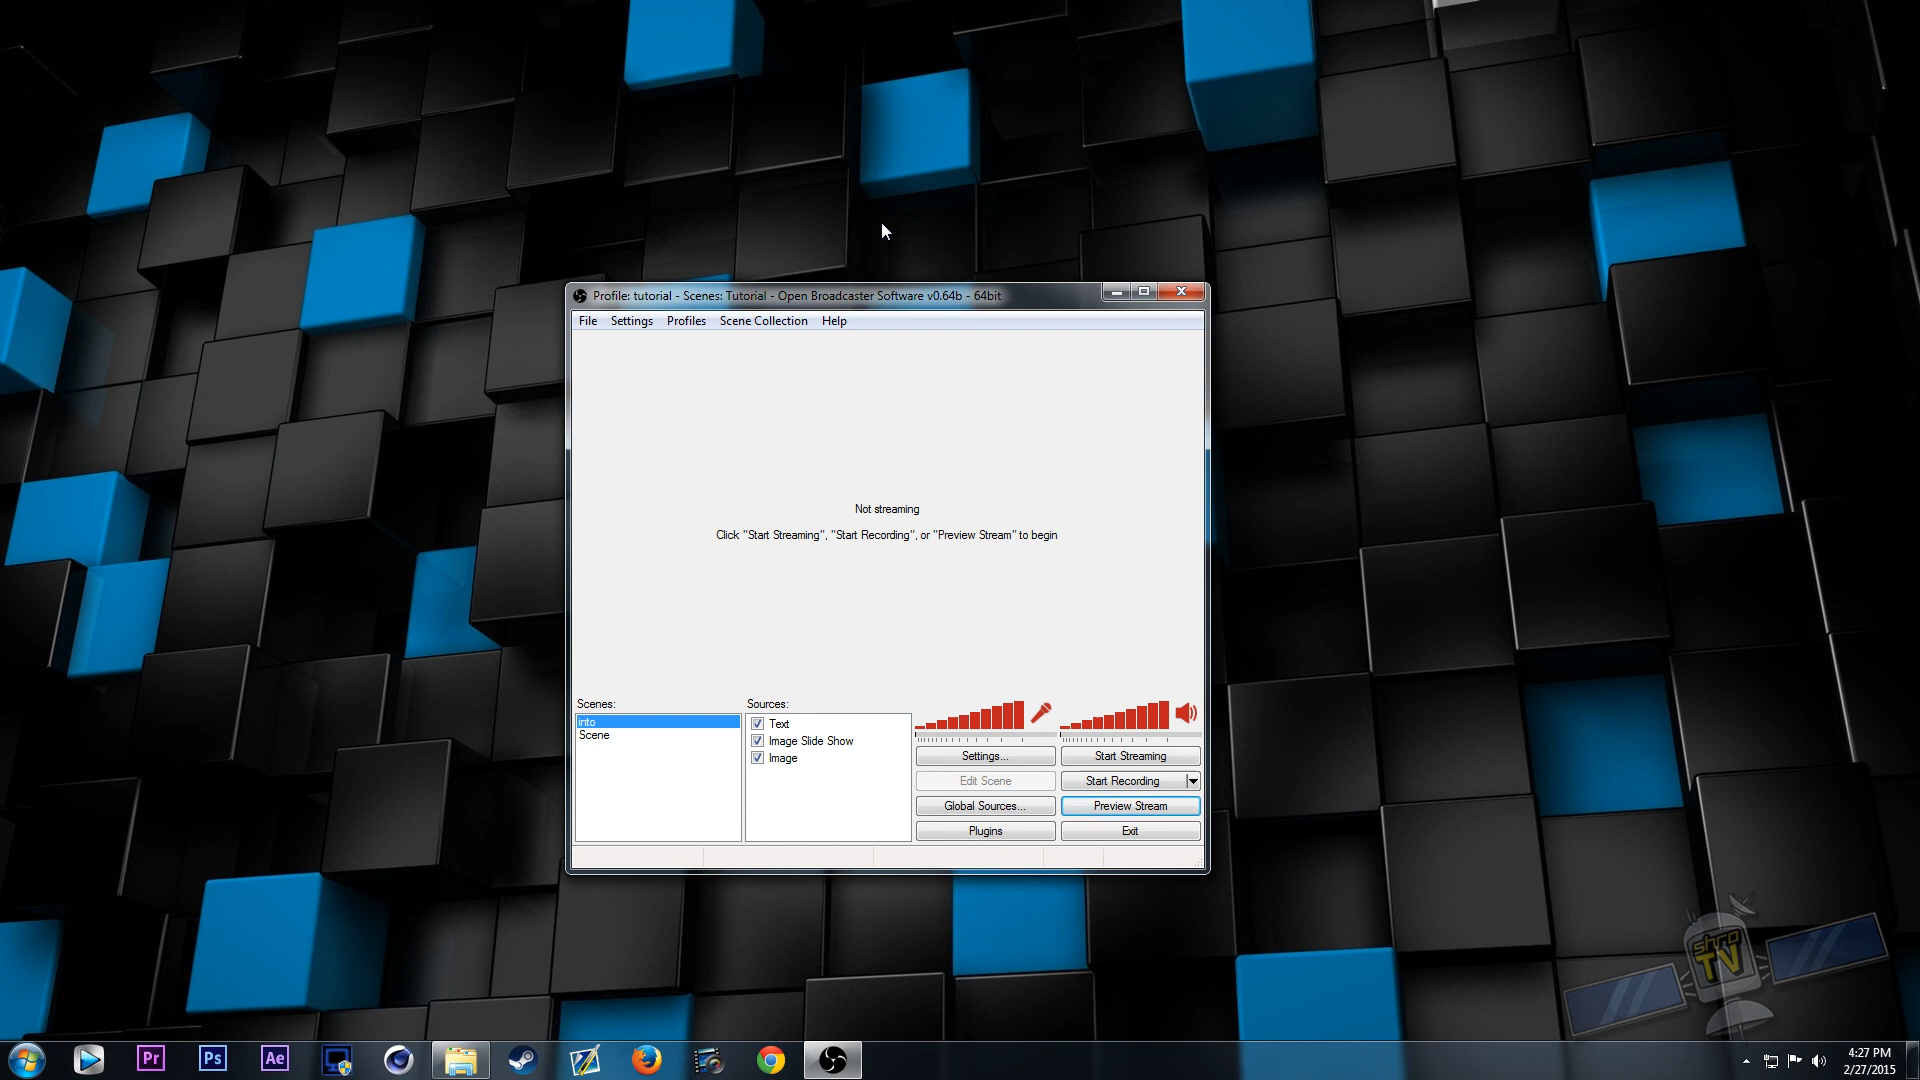 Profile: tutorial - Scenes: Tutorial - Open Broadcaster Software v0.64b - 64bit
File Settings Profiles Scene Collection Help
Not streaming
Click "Start Streaming", "Start Recording", or "Preview Stream" to begin
Scenes:
into
Scene
Sources:
Text
Image Slide Show
Image
Settings... Start Streaming
Edit Scene Start Recording
Global Sources... Preview Stream
Plugins Exit
shro
TV
Pr Ps Ae
4:27 PM
2/27/2015